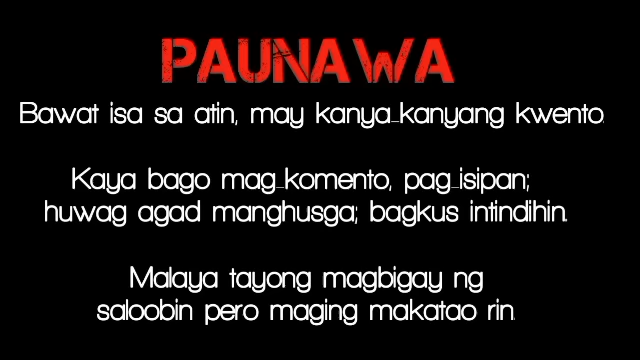 PAUNAWA
Bawat isa sa atin, may kanya-kanyang kwento.
Kaya bago mag-komento, pag-isipan;
huwag agad manghusga; bagkus intindihin.
Malaya tayong magbigay ng
saloobin pero maging makatao rin.